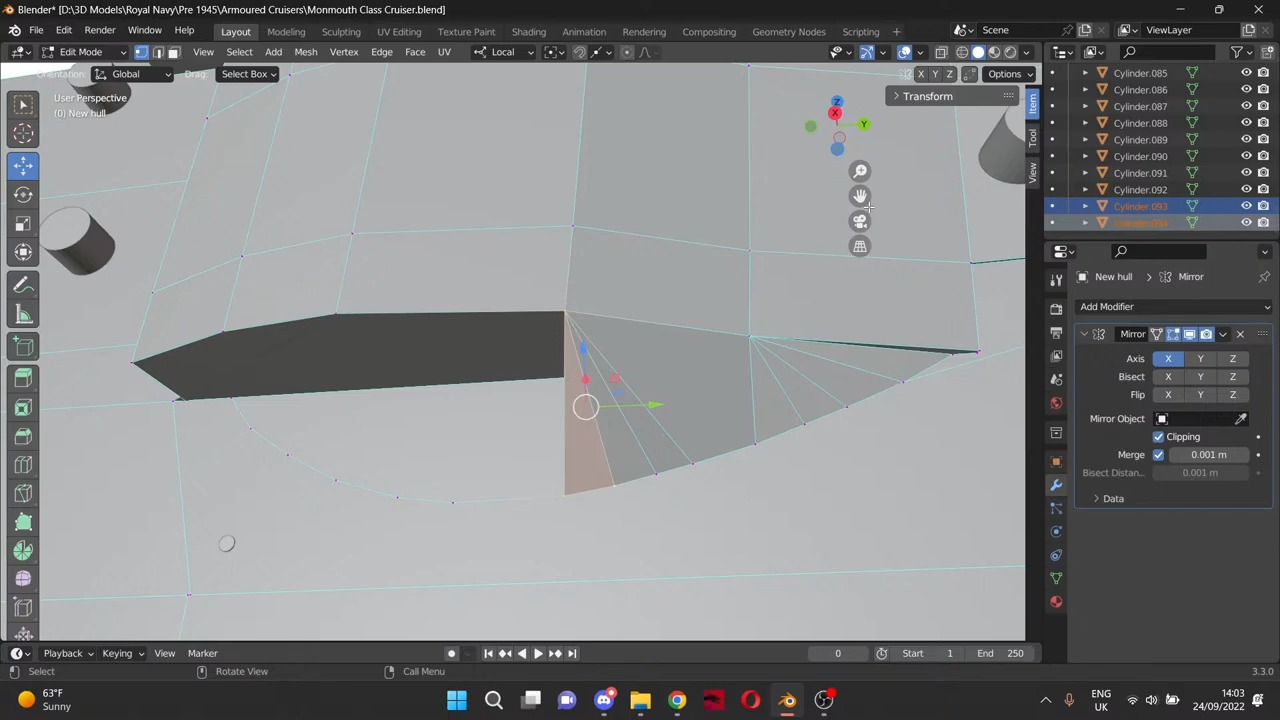 Blender* [D:\3D Models\Royal Navy\Pre 1945\Armoured Cruisers\Monmouth Class Cruiser.blend]
File Edit Render Window Help Layout Modeling Sculpting UV Editing Texture Paint Shading Animation Rendering Compositing Geometry Nodes Scripting Scene ViewLayer
Edit Mode View Select Add Mesh Vertex Edge Face UV Local
Orientation: Global Drag: Select Box X Y Z Options
User Perspective
(0) New hull
Transform
Item
Tool
View
Z
X
Y
Cylinder.085
Cylinder.086
Cylinder.087
Cylinder.088
Cylinder.089
Cylinder.090
Cylinder.091
Cylinder.092
Cylinder.093
Cylinder.094
New hull > Mirror
Add Modifier
Mirror
Axis X Y Z
Bisect X Y Z
Flip X Y Z
Mirror Object
Clipping
Merge 0.001 m
Bisect Distan... 0.001 m
Data
Playback Keying View Marker 0 Start 1 End 250
Select Rotate View Call Menu 3.3.0
63°F
Sunny
ENG
UK
14:03
24/09/2022